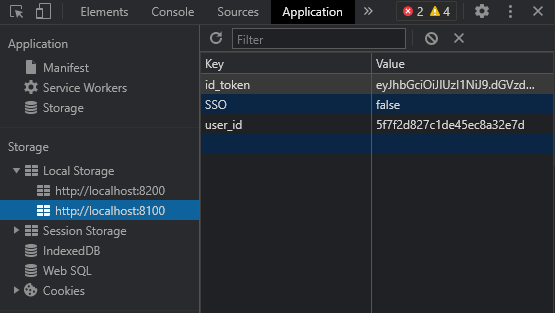 Elements Console Sources Application » 2 4
Application
Manifest
Service Workers
Storage
Storage
Local Storage
http://localhost:8200
http://localhost:8100
Session Storage
IndexedDB
Web SQL
Cookies
Filter
Key Value
id_token eyJhbGciOiJIUzI1NiJ9.dGVzd...
SSO false
user_id 5f7f2d827c1de45ec8a32e7d